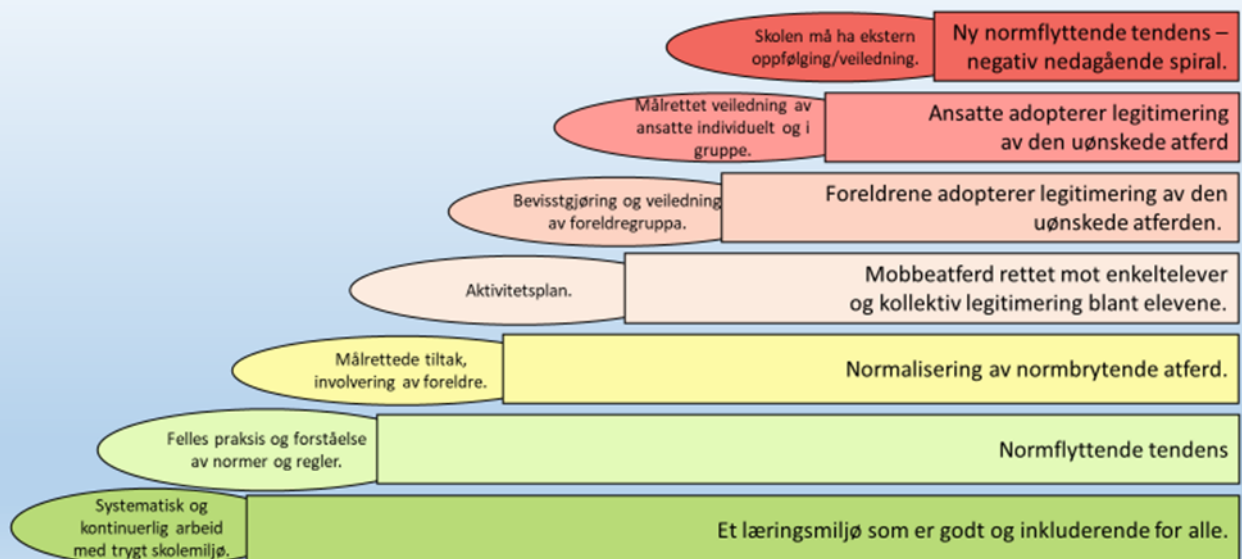 Skolen må ha ekstern
oppfølging/veiledning.
Ny normflyttende tendens –
negativ nedagående spiral.
Målrettet veiledning av
ansatte individuelt og i
gruppe.
Ansatte adopterer legitimering
av den uønskede atferd
Bevisstgjøring og veiledning
av foreldregruppa.
Foreldrene adopterer legitimering av den
uønskede atferden.
Aktivitetsplan.
Mobbeatferd rettet mot enkeltelever
og kollektiv legitimering blant elevene.
Målrettede tiltak,
involvering av foreldre.
Normalisering av normbrytende atferd.
Felles praksis og forståelse
av normer og regler.
Normflyttende tendens
Systematisk og
kontinuerlig arbeid
med trygt skolemiljø.
Et læringsmiljø som er godt og inkluderende for alle.